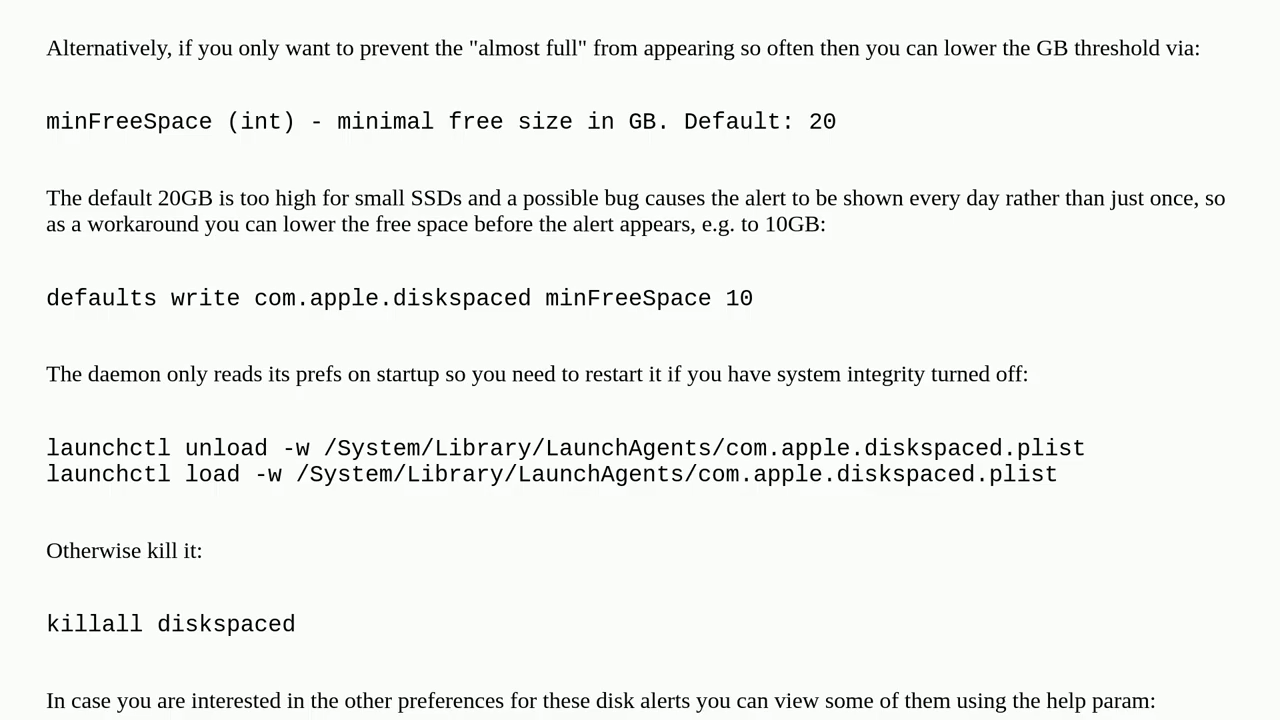 Alternatively, if you only want to prevent the "almost full" from appearing so often then you can lower the GB threshold via:
minFreeSpace (int) - minimal free size in GB. Default: 20
The default 20GB is too high for small SSDs and a possible bug causes the alert to be shown every day rather than just once, so
as a workaround you can lower the free space before the alert appears, e.g. to 10GB:
defaults write com.apple.diskspaced minFreeSpace 10
The daemon only reads its prefs on startup so you need to restart it if you have system integrity turned off:
launchctl unload -w /System/Library/LaunchAgents/com.apple.diskspaced.plist
launchctl load -w /System/Library/LaunchAgents/com.apple.diskspaced.plist
Otherwise kill it:
killall diskspaced
In case you are interested in the other preferences for these disk alerts you can view some of them using the help param: